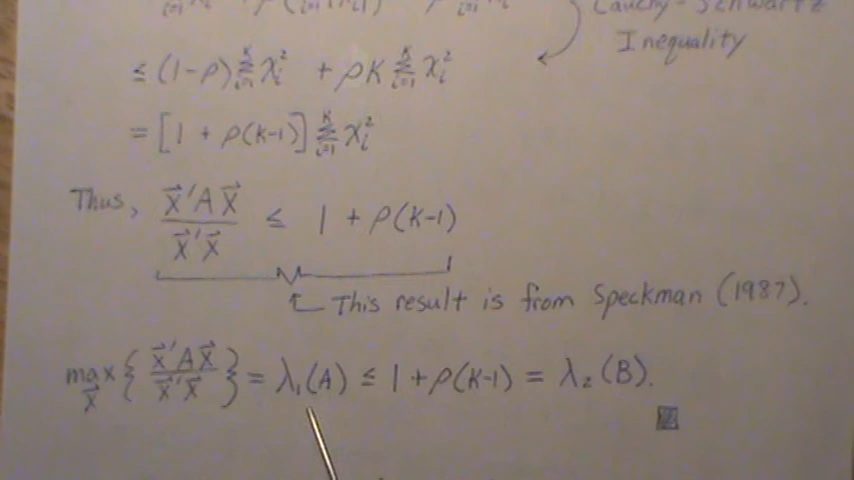 Cauchy-Schwartz
Inequality
≤ (1-ρ) Σ_{i=1}^{K} x_i^2 + ρK Σ_{i=1}^{K} x_i^2
= [1 + ρ(K-1)] Σ_{i=1}^{K} x_i^2
Thus, x⃗'Ax⃗ / x⃗'x⃗ ≤ 1 + ρ(K-1)
This result is from Speckman (1987).
max_{x⃗} { x⃗'Ax⃗ / x⃗'x⃗ } = λ_1(A) ≤ 1 + ρ(K-1) = λ_2(B).